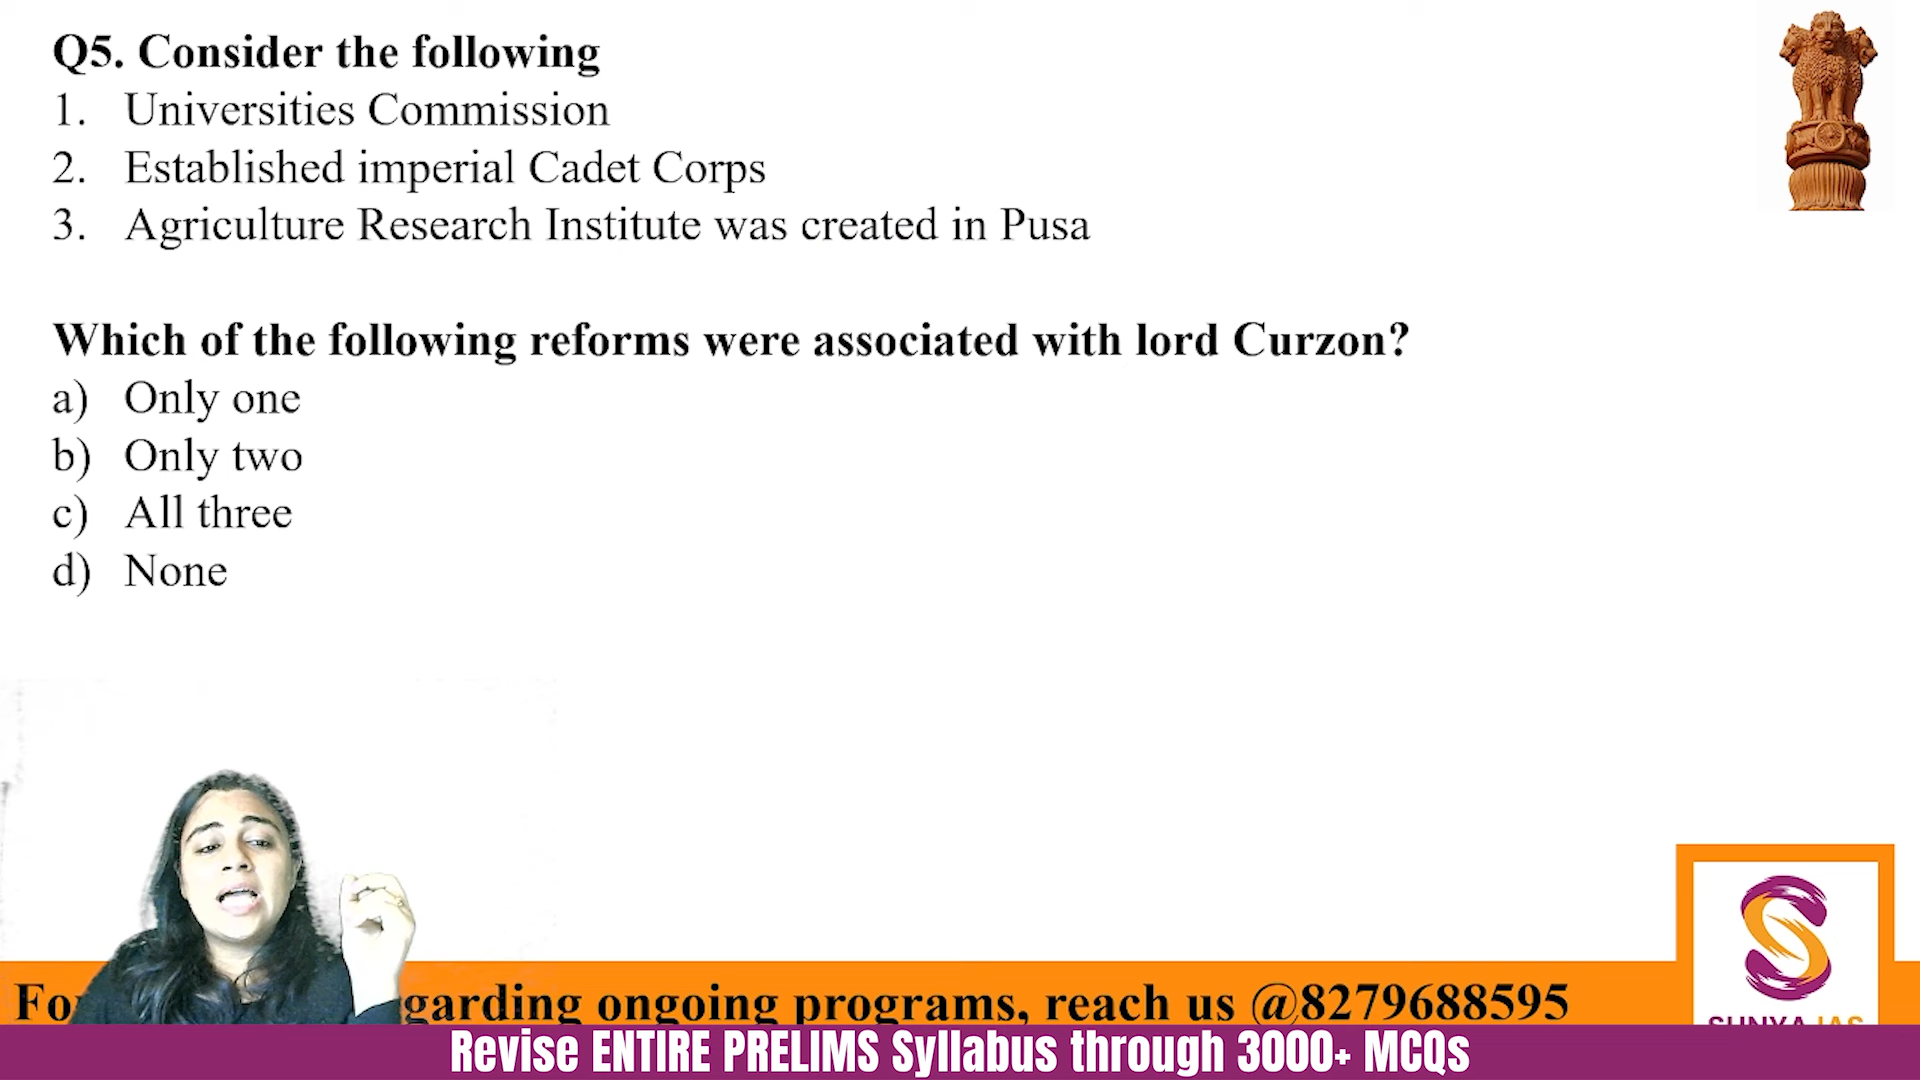 Q5. Consider the following
1. Universities Commission
2. Established imperial Cadet Corps
3. Agriculture Research Institute was created in Pusa
Which of the following reforms were associated with lord Curzon?
a) Only one
b) Only two
c) All three
d) None
garding ongoing programs, reach us @8279688595
SUNYA IAS
Revise ENTIRE PRELIMS Syllabus through 3000+ MCQs